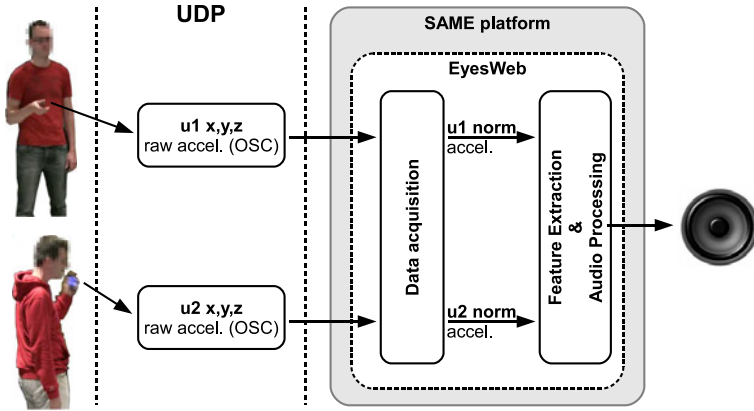 UDP
SAME platform
EyesWeb
u1 x,y,z
raw accel. (OSC)
u2 x,y,z
raw accel. (OSC)
Data acquisition
u1 norm
accel.
u2 norm
accel.
Feature Extraction
&
Audio Processing